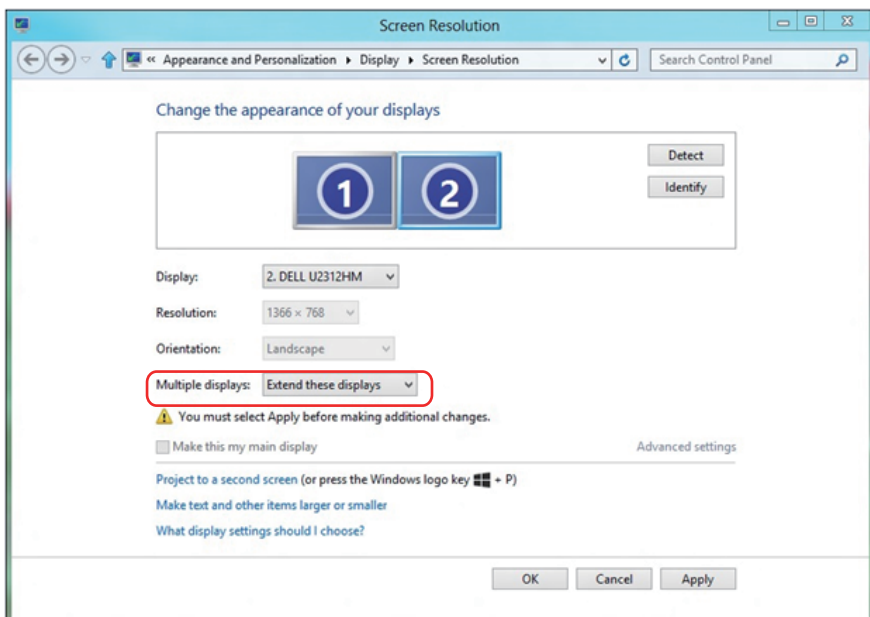 Screen Resolution
« Appearance and Personalization Display Screen Resolution Search Control Panel
Change the appearance of your displays
1 2
Detect
Identify
Display: 2. DELL U2312HM
Resolution: 1366 × 768
Orientation: Landscape
Multiple displays: Extend these displays
You must select Apply before making additional changes.
Make this my main display Advanced settings
Project to a second screen (or press the Windows logo key + P)
Make text and other items larger or smaller
What display settings should I choose?
OK Cancel Apply